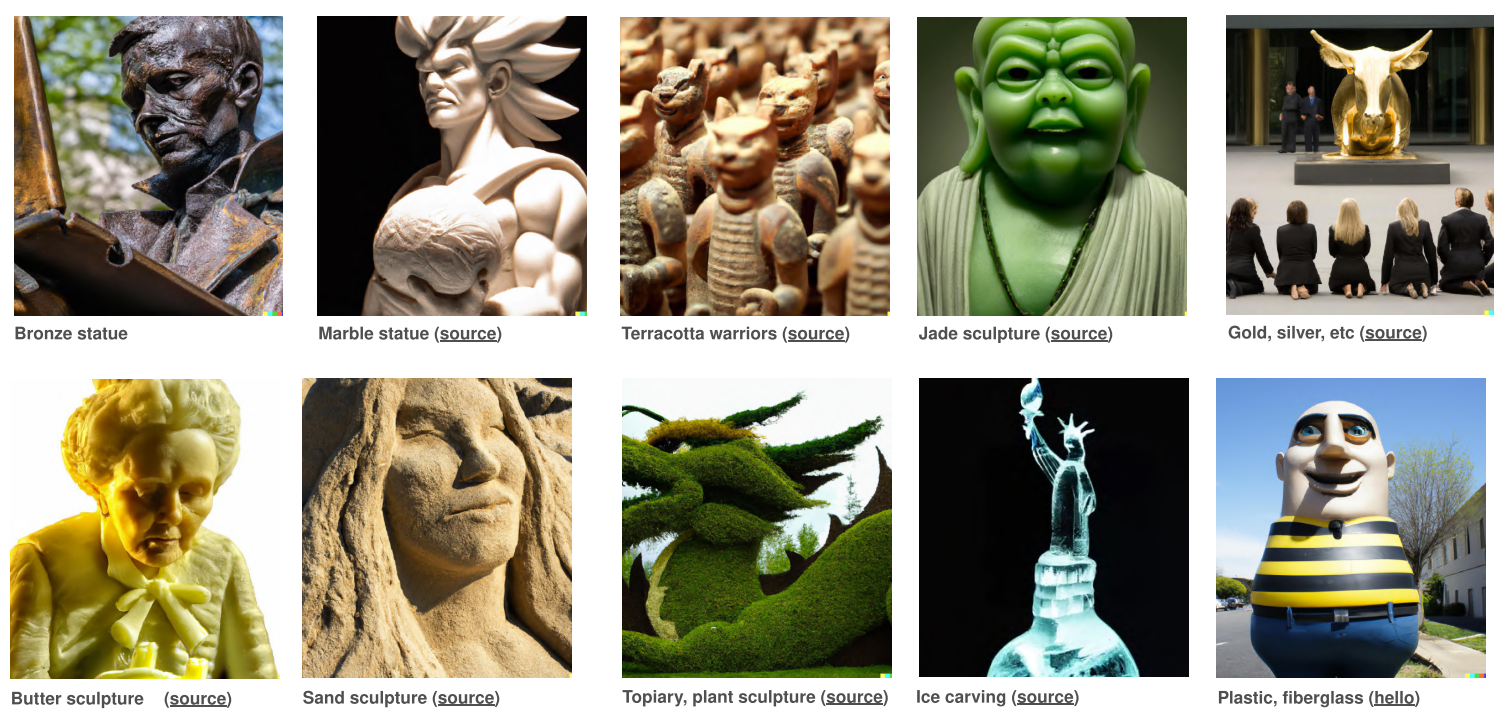 Bronze statue
Marble statue (source)
Terracotta warriors (source)
Jade sculpture (source)
Gold, silver, etc (source)
Butter sculpture (source)
Sand sculpture (source)
Topiary, plant sculpture (source)
Ice carving (source)
Plastic, fiberglass (hello)